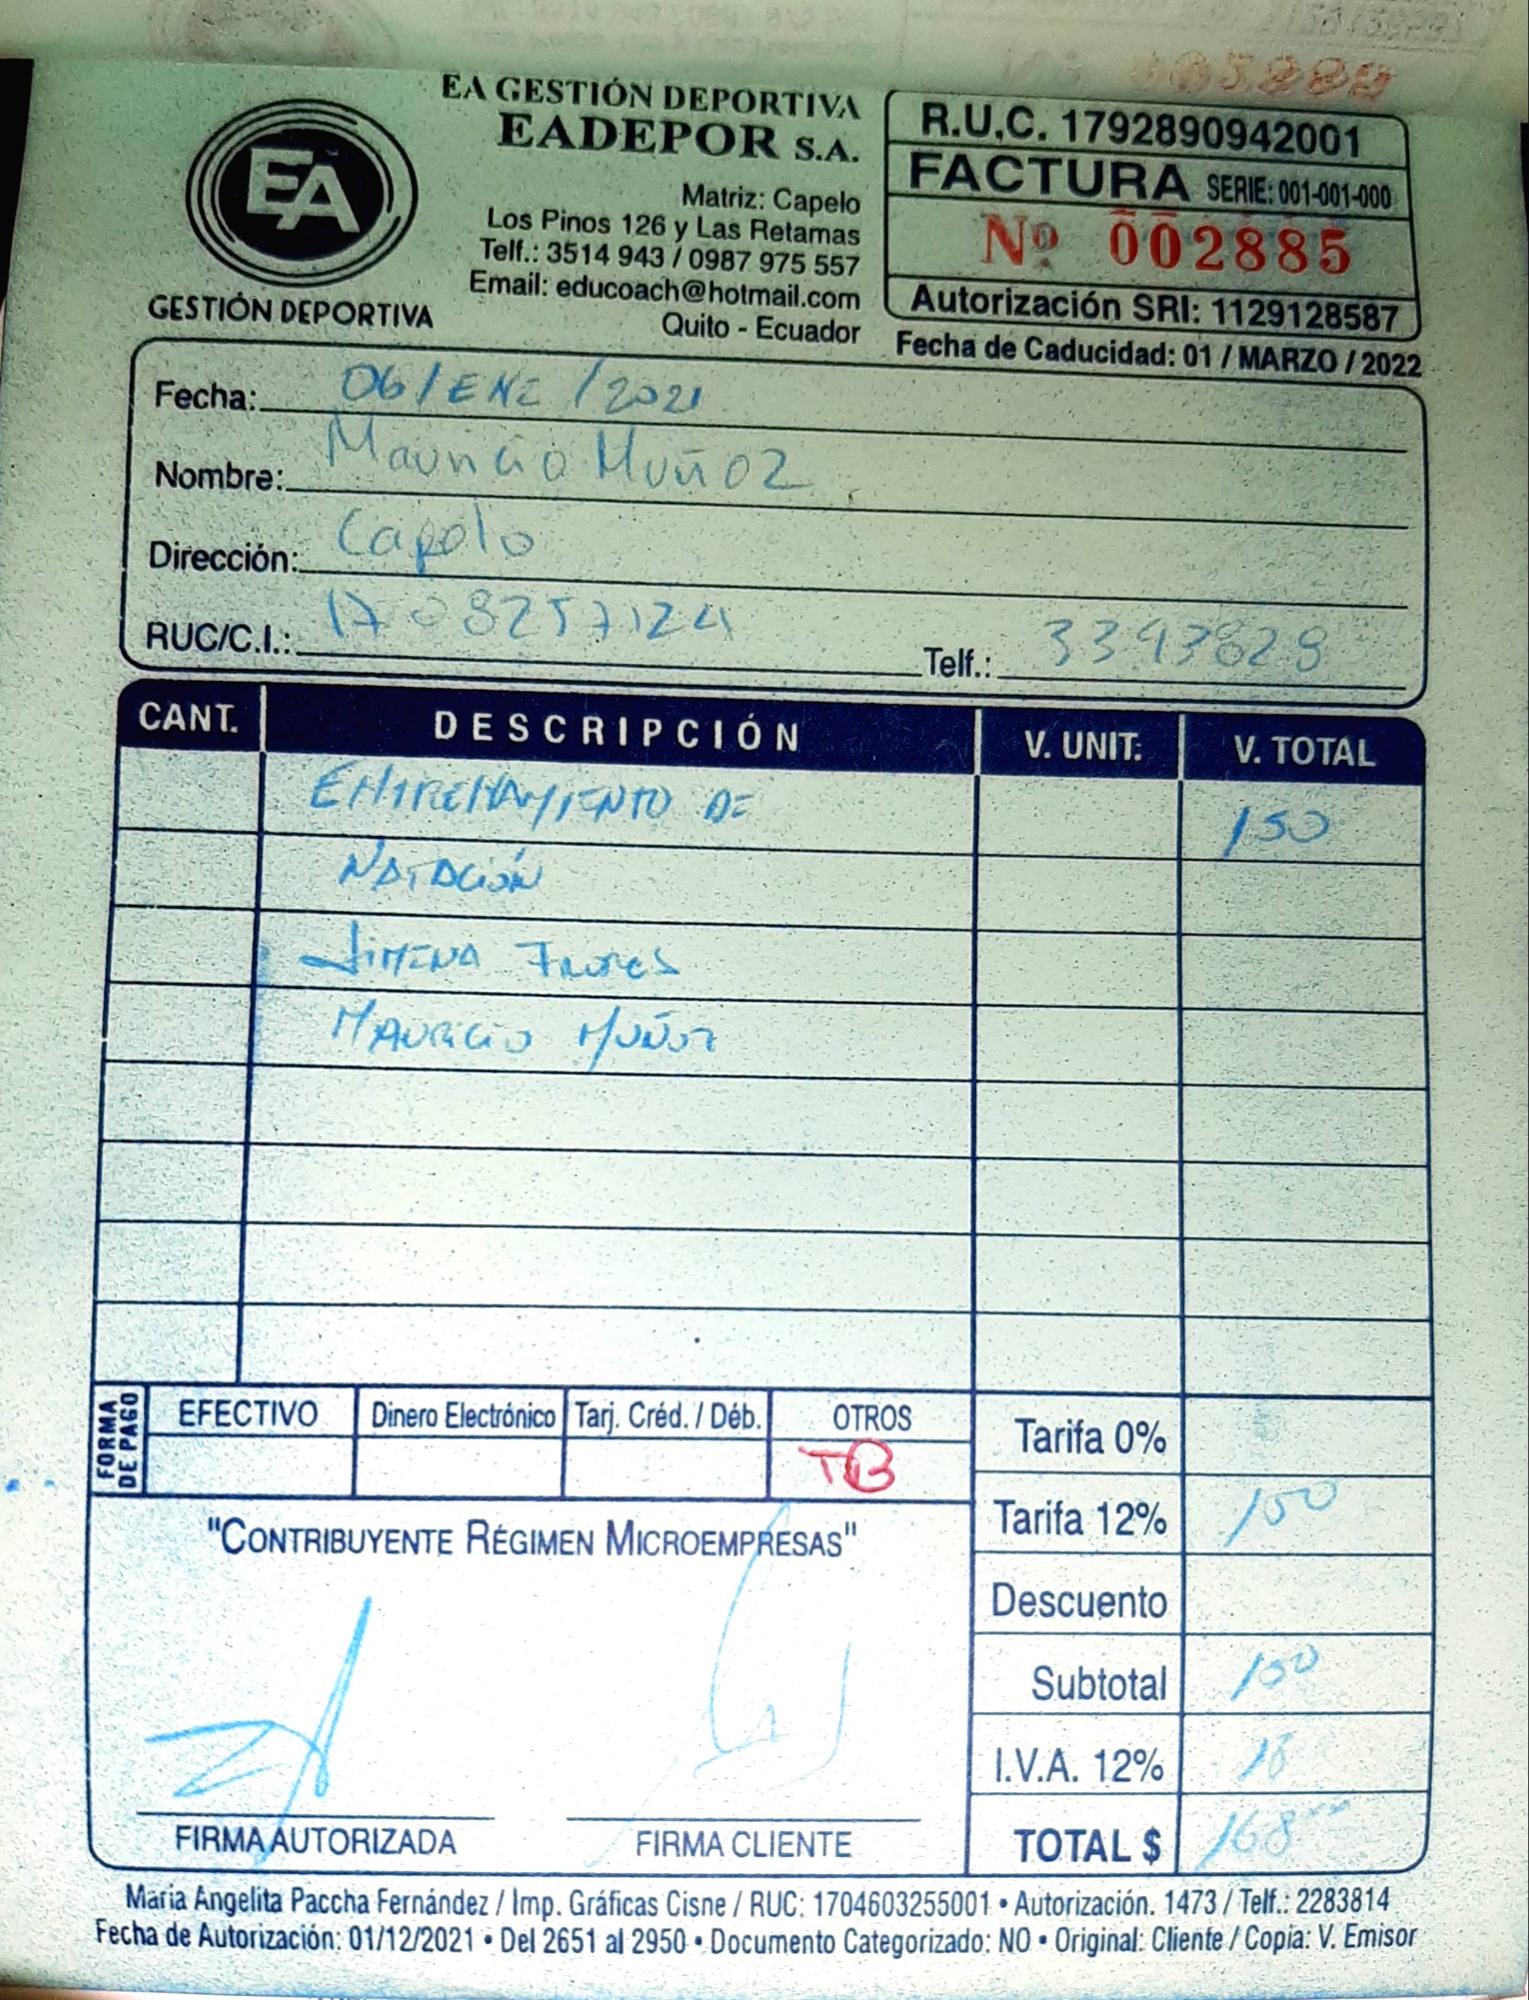 EA GESTIÓN DEPORTIVA
EADEPOR S.A.
Matriz: Capelo
Los Pinos 126 y Las Retamas
Telf.: 3514 943 / 0987 975 557
Email: educoach@hotmail.com
Quito - Ecuador
EA
GESTIÓN DEPORTIVA
R.U.C. 1792890942001
FACTURA SERIE: 001-001-000
Nº 002885
Autorización SRI: 1129128587
Fecha de Caducidad: 01 / MARZO / 2022
Fecha: 06/ENE/2021
Nombre: Mauricio Muñoz
Dirección: Capelo
RUC/C.I.: 1708257124 Telf.: 3393828
CANT. DESCRIPCIÓN V. UNIT. V. TOTAL
ENTRENAMIENTO DE 150
NATACIÓN
JIMENA FLORES
MAURICIO MUÑOZ
FORMA DE PAGO
EFECTIVO Dinero Electrónico Tarj. Créd. / Déb. OTROS
TB
Tarifa 0%
Tarifa 12% 150
Descuento
Subtotal 150
I.V.A. 12% 18
TOTAL $ 168
"CONTRIBUYENTE RÉGIMEN MICROEMPRESAS"
FIRMA AUTORIZADA FIRMA CLIENTE
Maria Angelita Paccha Fernández / Imp. Gráficas Cisne / RUC: 1704603255001 • Autorización. 1473 / Telf.: 2283814
Fecha de Autorización: 01/12/2021 • Del 2651 al 2950 • Documento Categorizado: NO • Original: Cliente / Copia: V. Emisor